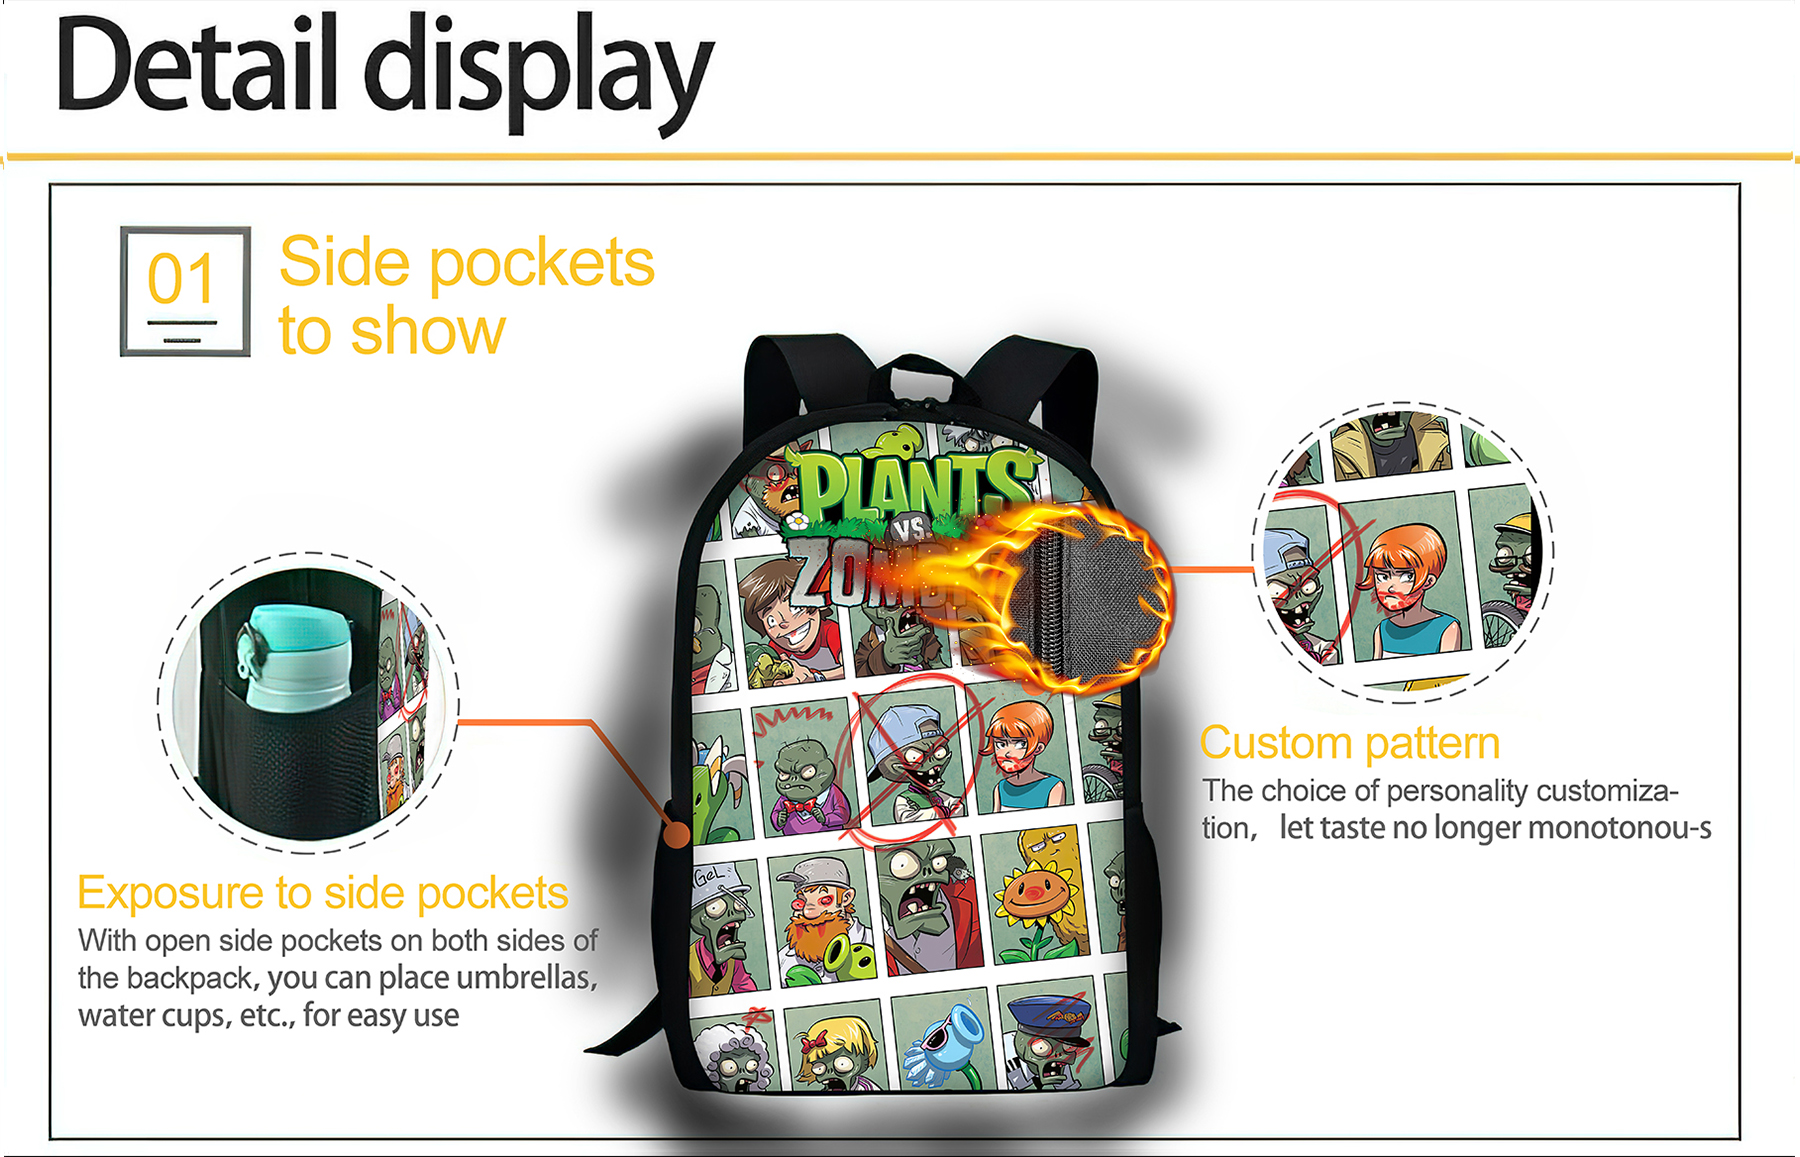 Detail display
01
Side pockets
to show
PLANTS
VS.
GeL
Exposure to side pockets
With open side pockets on both sides of
the backpack, you can place umbrellas,
water cups, etc., for easy use
Custom pattern
The choice of personality customiza-
tion, let taste no longer monotonou-s